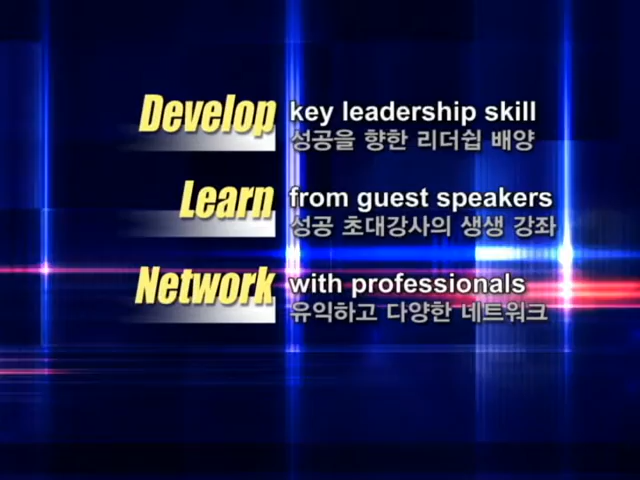 Develop key leadership skill
성공을 향한 리더쉽 배양
Learn from guest speakers
성공 초대강사의 생생 강좌
Network with professionals
유익하고 다양한 네트워크